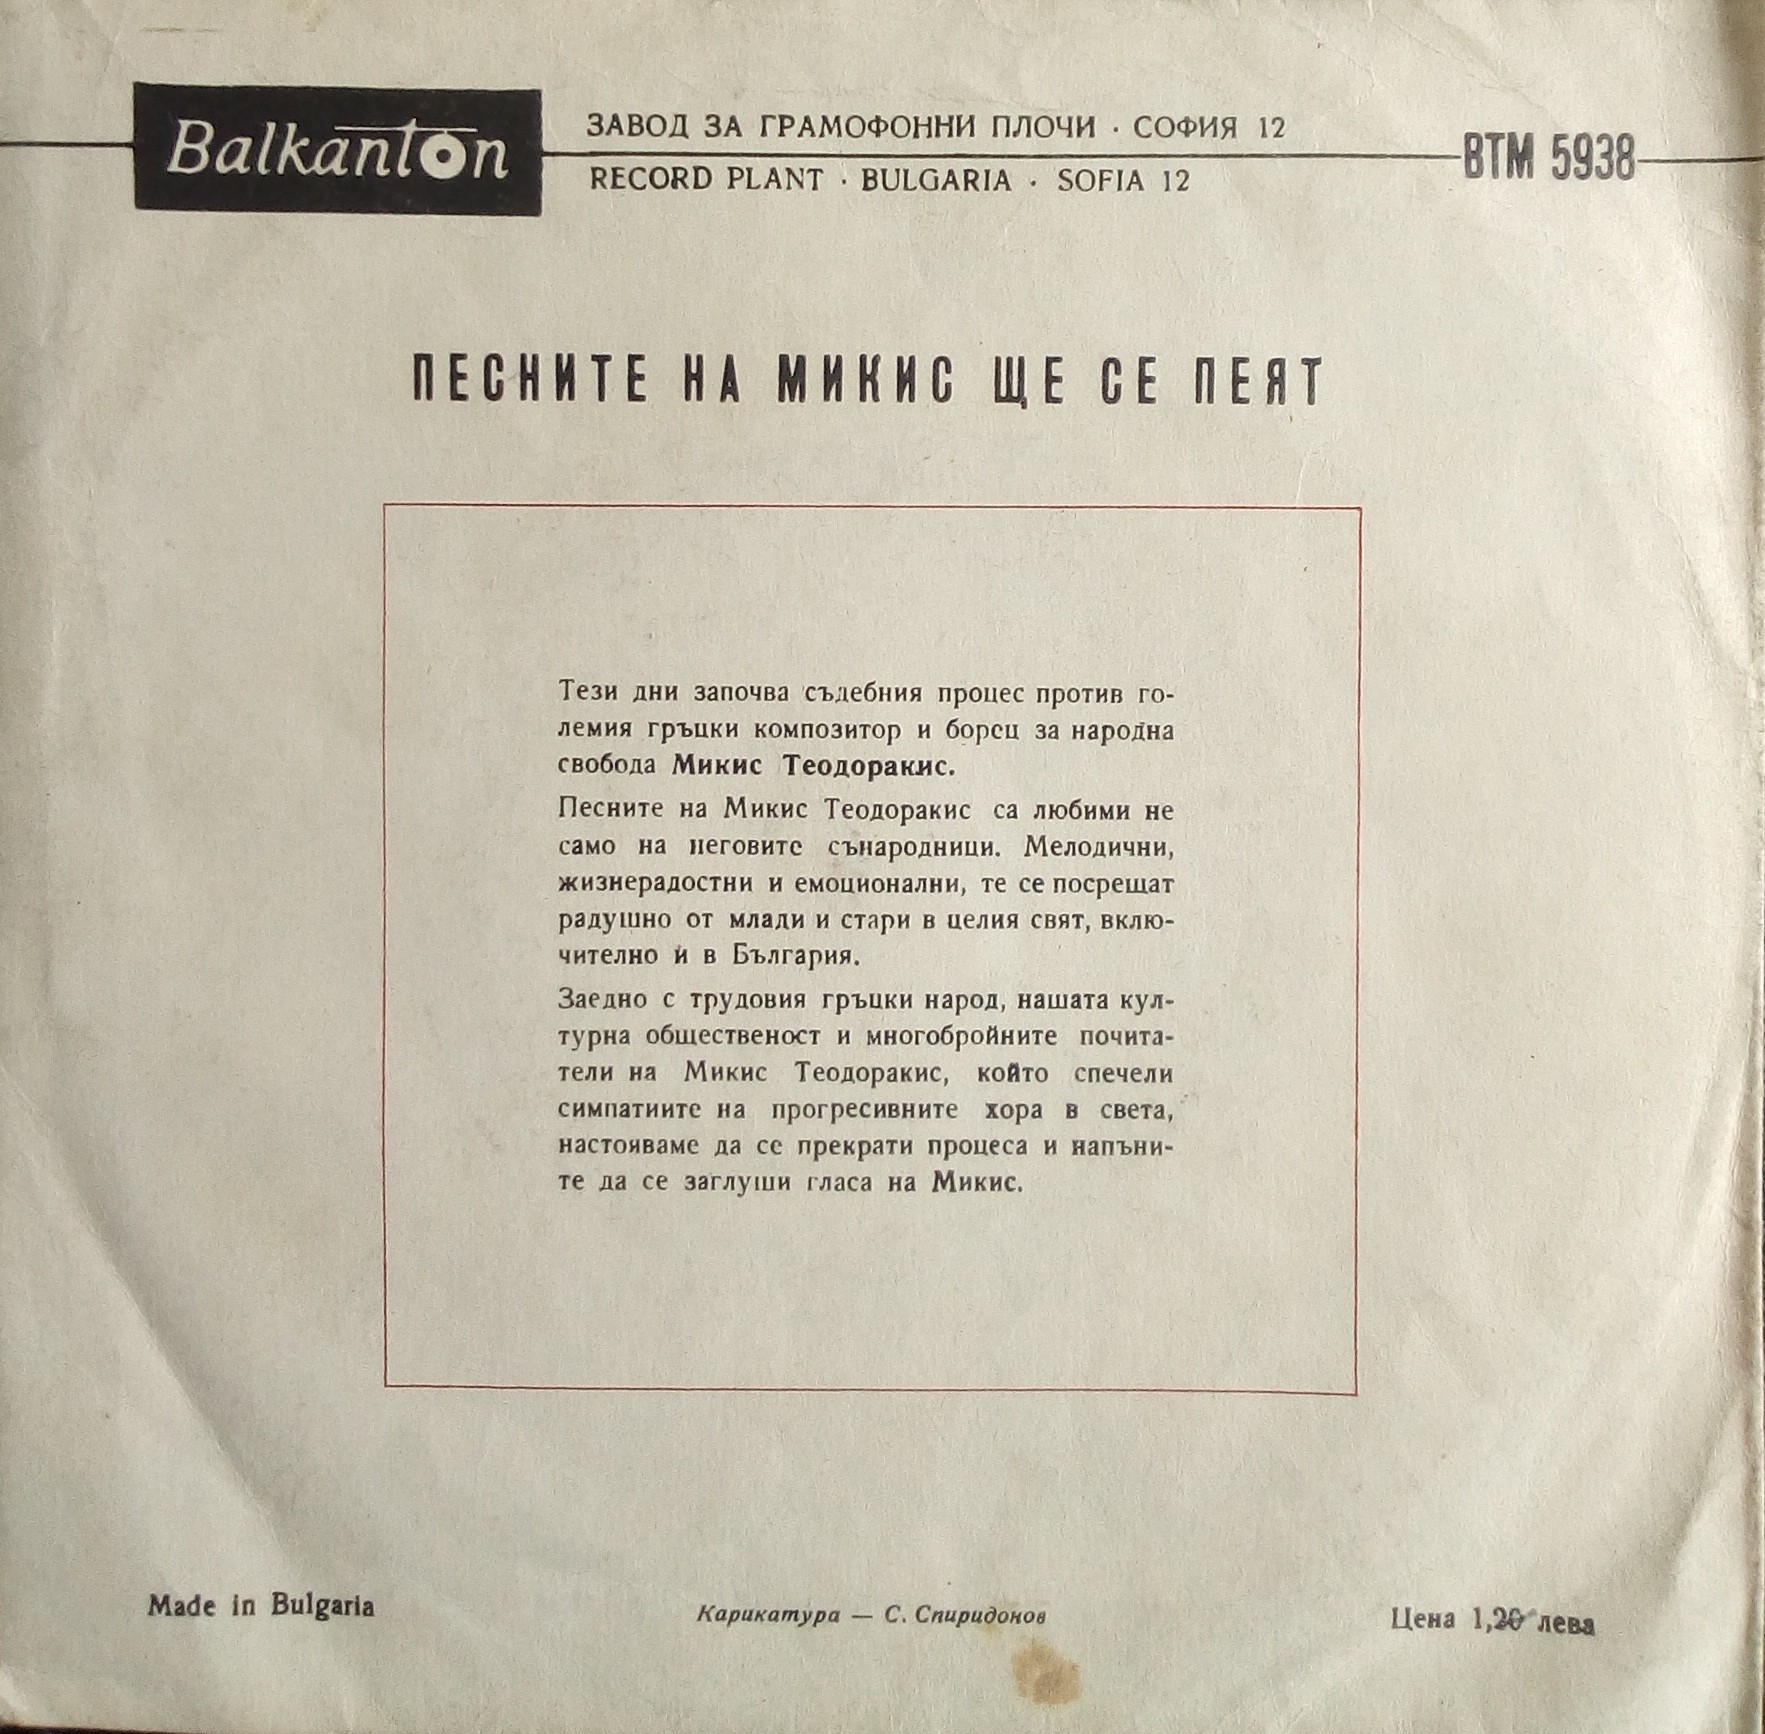 Balkanton
ЗАВОД ЗА ГРАМОФОННИ ПЛОЧИ · СОФИЯ 12
RECORD PLANT · BULGARIA · SOFIA 12
ВТМ 5938
ПЕСНИТЕ НА МИКИС ЩЕ СЕ ПЕЯТ
Тези дни започва съдебния процес против го-
лемия гръцки композитор и борец за народна
свобода Микис Теодоракис.
Песните на Микис Теодоракис са любими не
само на неговите сънародници. Мелодични,
жизнерадостни и емоционални, те се посрещат
радушно от млади и стари в целия свят, вклю-
чително и в България.
Заедно с трудовия гръцки народ, нашата кул-
турна общественост и многобройните почита-
тели на Микис Теодоракис, който спечели
симпатиите на прогресивните хора в света,
настояваме да се прекрати процеса и напъни-
те да се заглуши гласа на Микис.
Made in Bulgaria
Карикатура — С. Спиридонов
Цена 1,20 лева